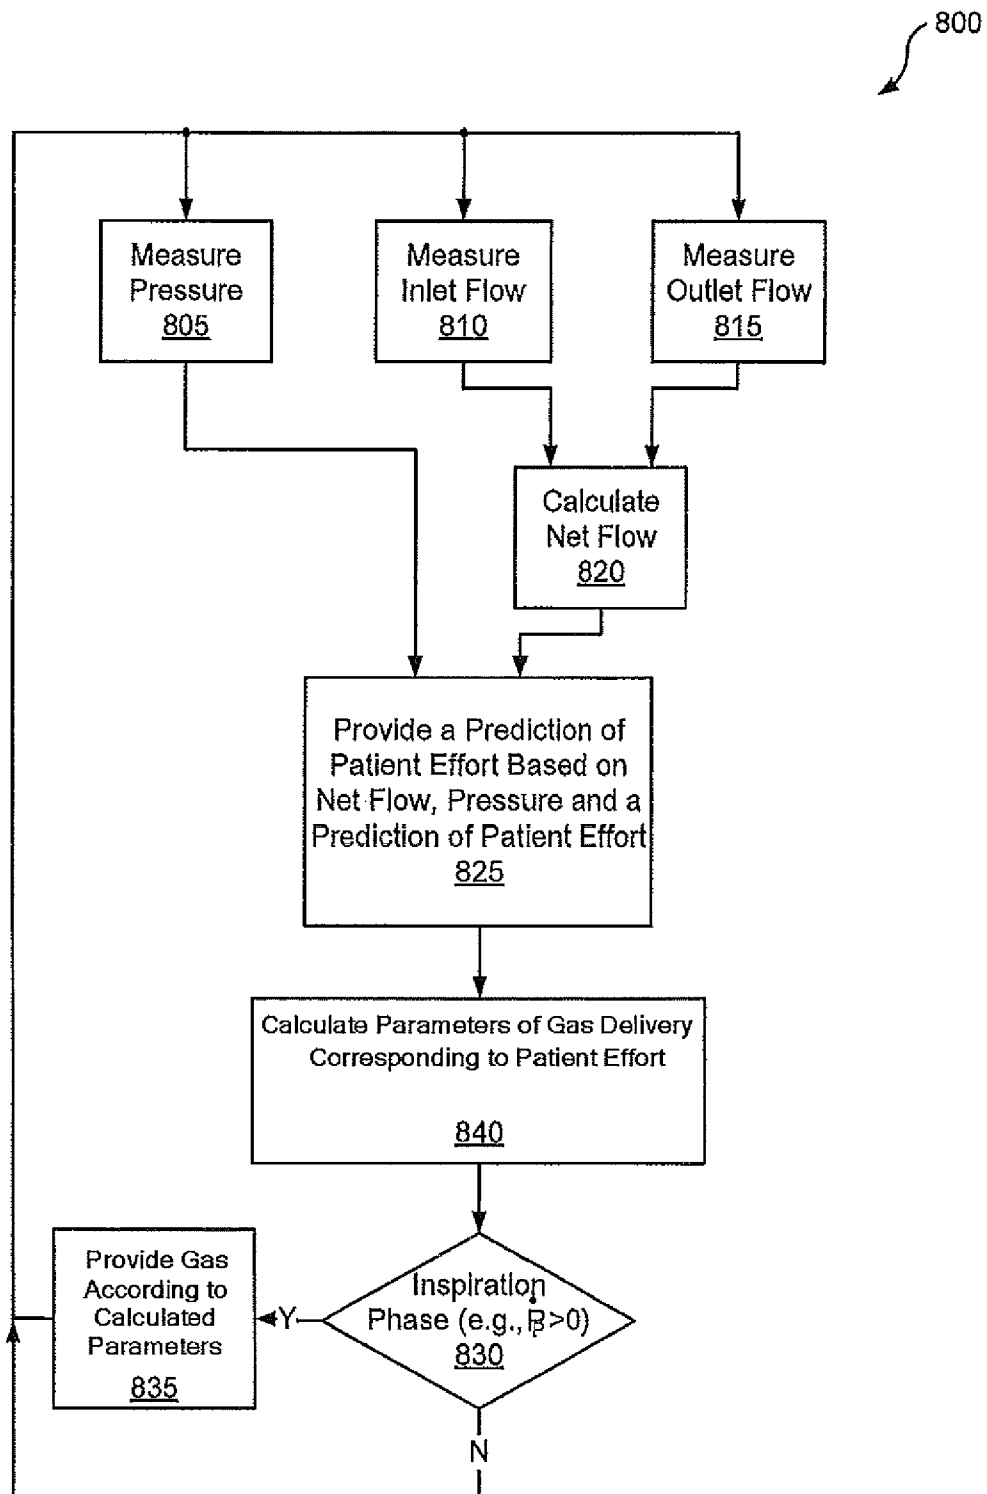 800
Measure
Pressure
805
Measure
Inlet Flow
810
Measure
Outlet Flow
815
Calculate
Net Flow
820
Provide a Prediction of
Patient Effort Based on
Net Flow, Pressure and a
Prediction of Patient Effort
825
Calculate Parameters of Gas Delivery
Corresponding to Patient Effort
840
Inspiration
Phase (e.g., >0)
830
Y
Provide Gas
According to
Calculated
Parameters
835
N